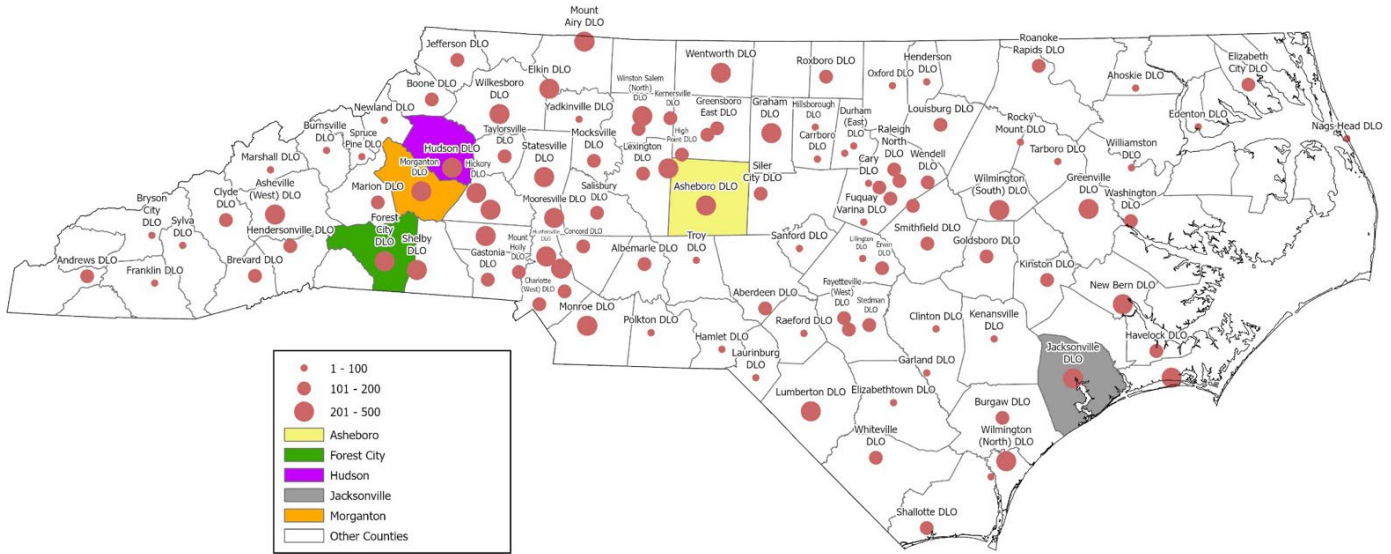 Mount
Airy DLO
Jefferson DLO
Boone DLO
Wilkesboro
DLO
Elkin DLO
Winston Salem (North)
DLO
Kernersville
DLO
Wentworth DLO
Greensboro
East DLO
Roxboro DLO
Graham
DLO
Hillsborough
DLO
Durham
(East) DLO
Oxford DLO
Henderson
DLO
Roanoke
Rapids DLO
Ahoskie DLO
Elizabeth
City DLO
Newland DLO
Burnsville
DLO
Spruce
Pine DLO
Taylorsville
DLO
Yadkinville DLO
Mocksville
DLO
High
Point DLO
Lexington
DLO
Carrboro
DLO
Raleigh
North
DLO
Louisburg
DLO
Rocky
Mount DLO
Tarboro DLO
Williamston
DLO
Edenton DLO
Nags Head DLO
Marshall DLO
Hudson DLO
Morganton
DLO
Hickory
DLO
Statesville
DLO
Siler
City DLO
Cary
DLO
Wendell
DLO
Asheville
(West) DLO
Clyde DLO
Marion DLO
Mooresville
DLO
Salisbury
DLO
Asheboro DLO
Fuquay
Varina DLO
Wilmington
(South) DLO
Greenville
DLO
Washington
DLO
Bryson
City
DLO
Sylva
DLO
Hendersonville
DLO
Forest
City
DLO
Shelby
DLO
Gastonia
DLO
Mount
Holly
DLO
Huntersville
DLO
Concord DLO
Albemarle DLO
Troy
DLO
Sanford DLO
Lillington
DLO
Erwin
DLO
Smithfield DLO
Goldsboro
DLO
Kinston
DLO
Andrews DLO
Franklin DLO
Brevard DLO
Charlotte
(West) DLO
Monroe DLO
Polkton DLO
Hamlet DLO
Laurinburg
DLO
Aberdeen DLO
Raeford DLO
Fayetteville
(West)
DLO
Stedman
DLO
Clinton DLO
Kenansville
DLO
New Bern DLO
Havelock DLO
Jacksonville
DLO
Garland DLO
Lumberton DLO
Elizabethtown DLO
Burgaw DLO
Whiteville
DLO
Wilmington
(North) DLO
Shallotte DLO
1 - 100
101 - 200
201 - 500
Asheboro
Forest City
Hudson
Jacksonville
Morganton
Other Counties